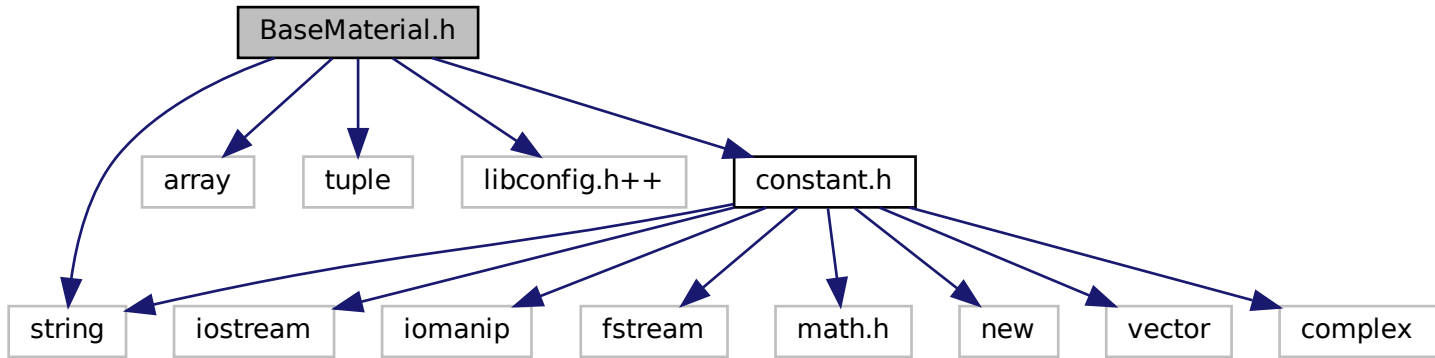 BaseMaterial.h
array
tuple
libconfig.h++
constant.h
string
iostream
iomanip
fstream
math.h
new
vector
complex